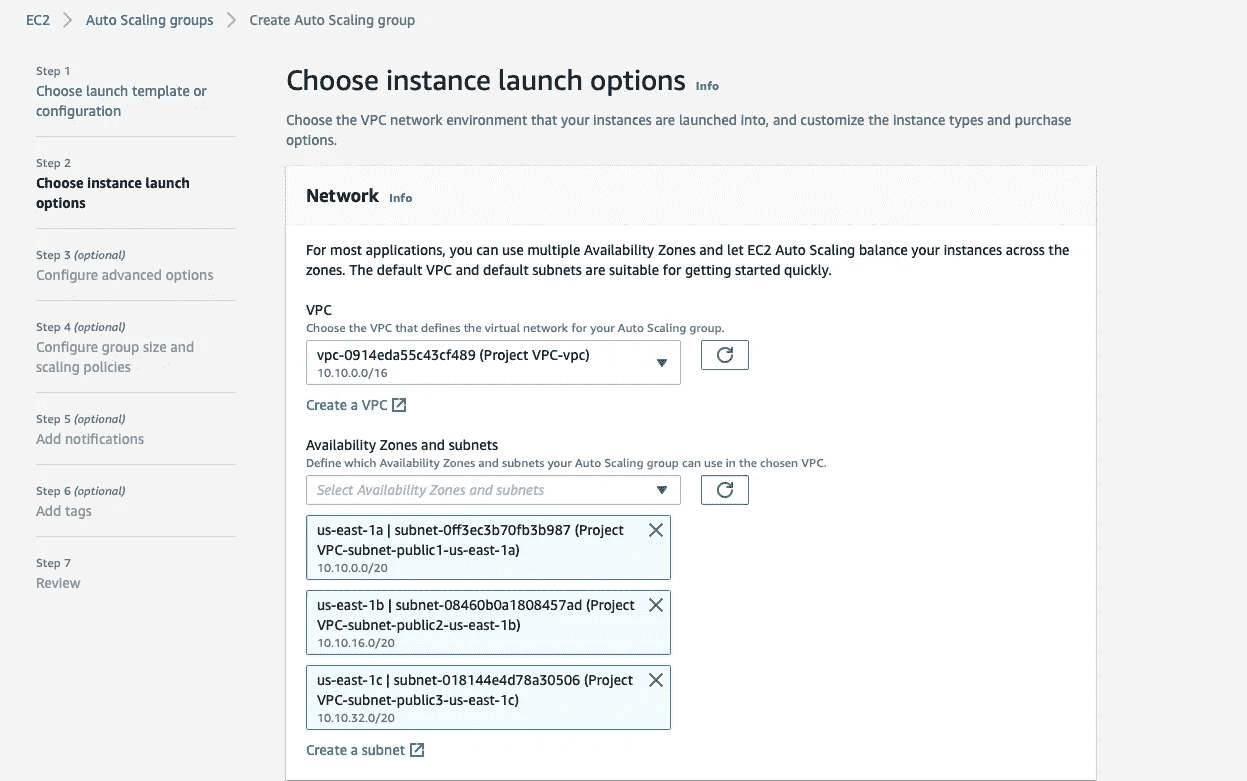 EC2 > Auto Scaling groups > Create Auto Scaling group
Step 1
Choose launch template or
configuration
Step 2
Choose instance launch
options
Step 3 (optional)
Configure advanced options
Step 4 (optional)
Configure group size and
scaling policies
Step 5 (optional)
Add notifications
Step 6 (optional)
Add tags
Step 7
Review
Choose instance launch options Info
Choose the VPC network environment that your instances are launched into, and customize the instance types and purchase
options.
Network Info
For most applications, you can use multiple Availability Zones and let EC2 Auto Scaling balance your instances across the
zones. The default VPC and default subnets are suitable for getting started quickly.
VPC
Choose the VPC that defines the virtual network for your Auto Scaling group.
vpc-0914eda55c43cf489 (Project VPC-vpc)
10.10.0.0/16
Create a VPC
Availability Zones and subnets
Define which Availability Zones and subnets your Auto Scaling group can use in the chosen VPC.
Select Availability Zones and subnets
us-east-1a | subnet-0ff3ec3b70fb3b987 (Project
VPC-subnet-public1-us-east-1a)
10.10.0.0/20
us-east-1b | subnet-08460b0a1808457ad (Project
VPC-subnet-public2-us-east-1b)
10.10.16.0/20
us-east-1c | subnet-018144e4d78a30506 (Project
VPC-subnet-public3-us-east-1c)
10.10.32.0/20
Create a subnet